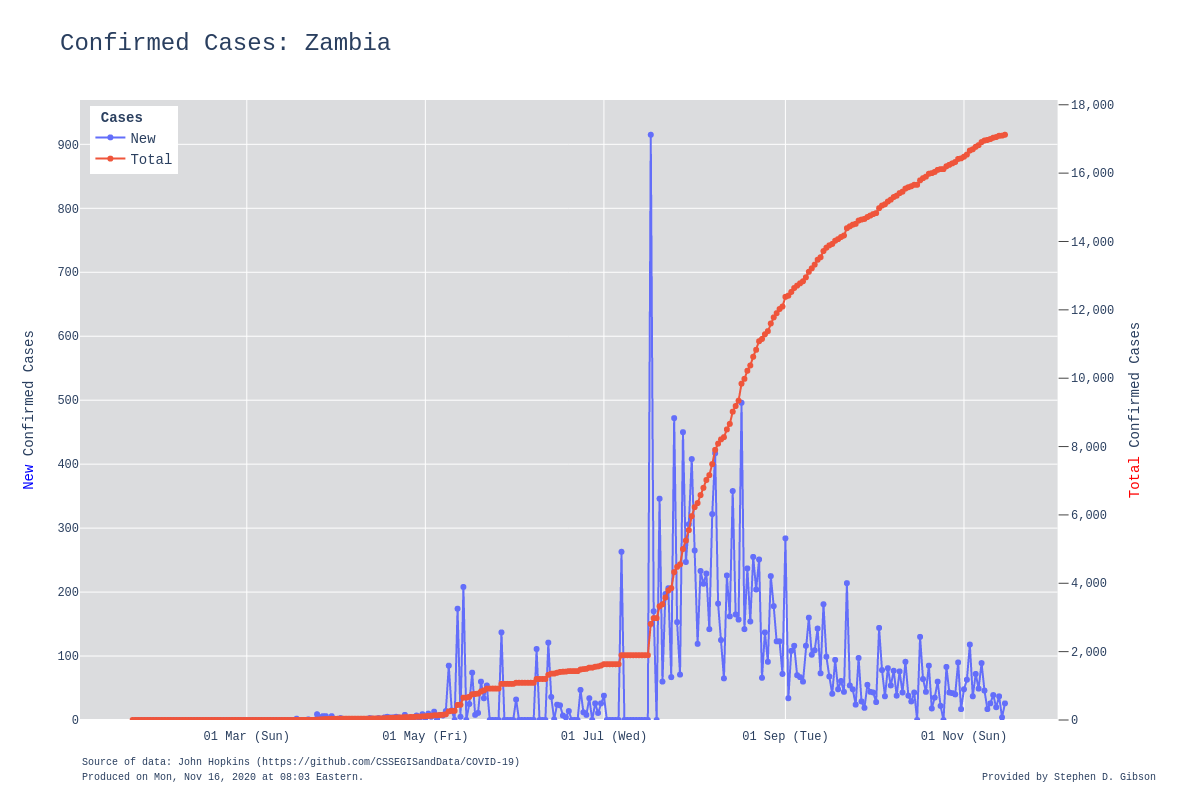 Confirmed Cases: Zambia
Cases
New
Total
900
800
700
600
500
400
300
200
100
0
18,000
16,000
14,000
12,000
10,000
8,000
6,000
4,000
2,000
0
New Confirmed Cases
Total Confirmed Cases
01 Mar (Sun)
01 May (Fri)
01 Jul (Wed)
01 Sep (Tue)
01 Nov (Sun)
Source of data: John Hopkins (https://github.com/CSSEGISandData/COVID-19)
Produced on Mon, Nov 16, 2020 at 08:03 Eastern.
Provided by Stephen D. Gibson